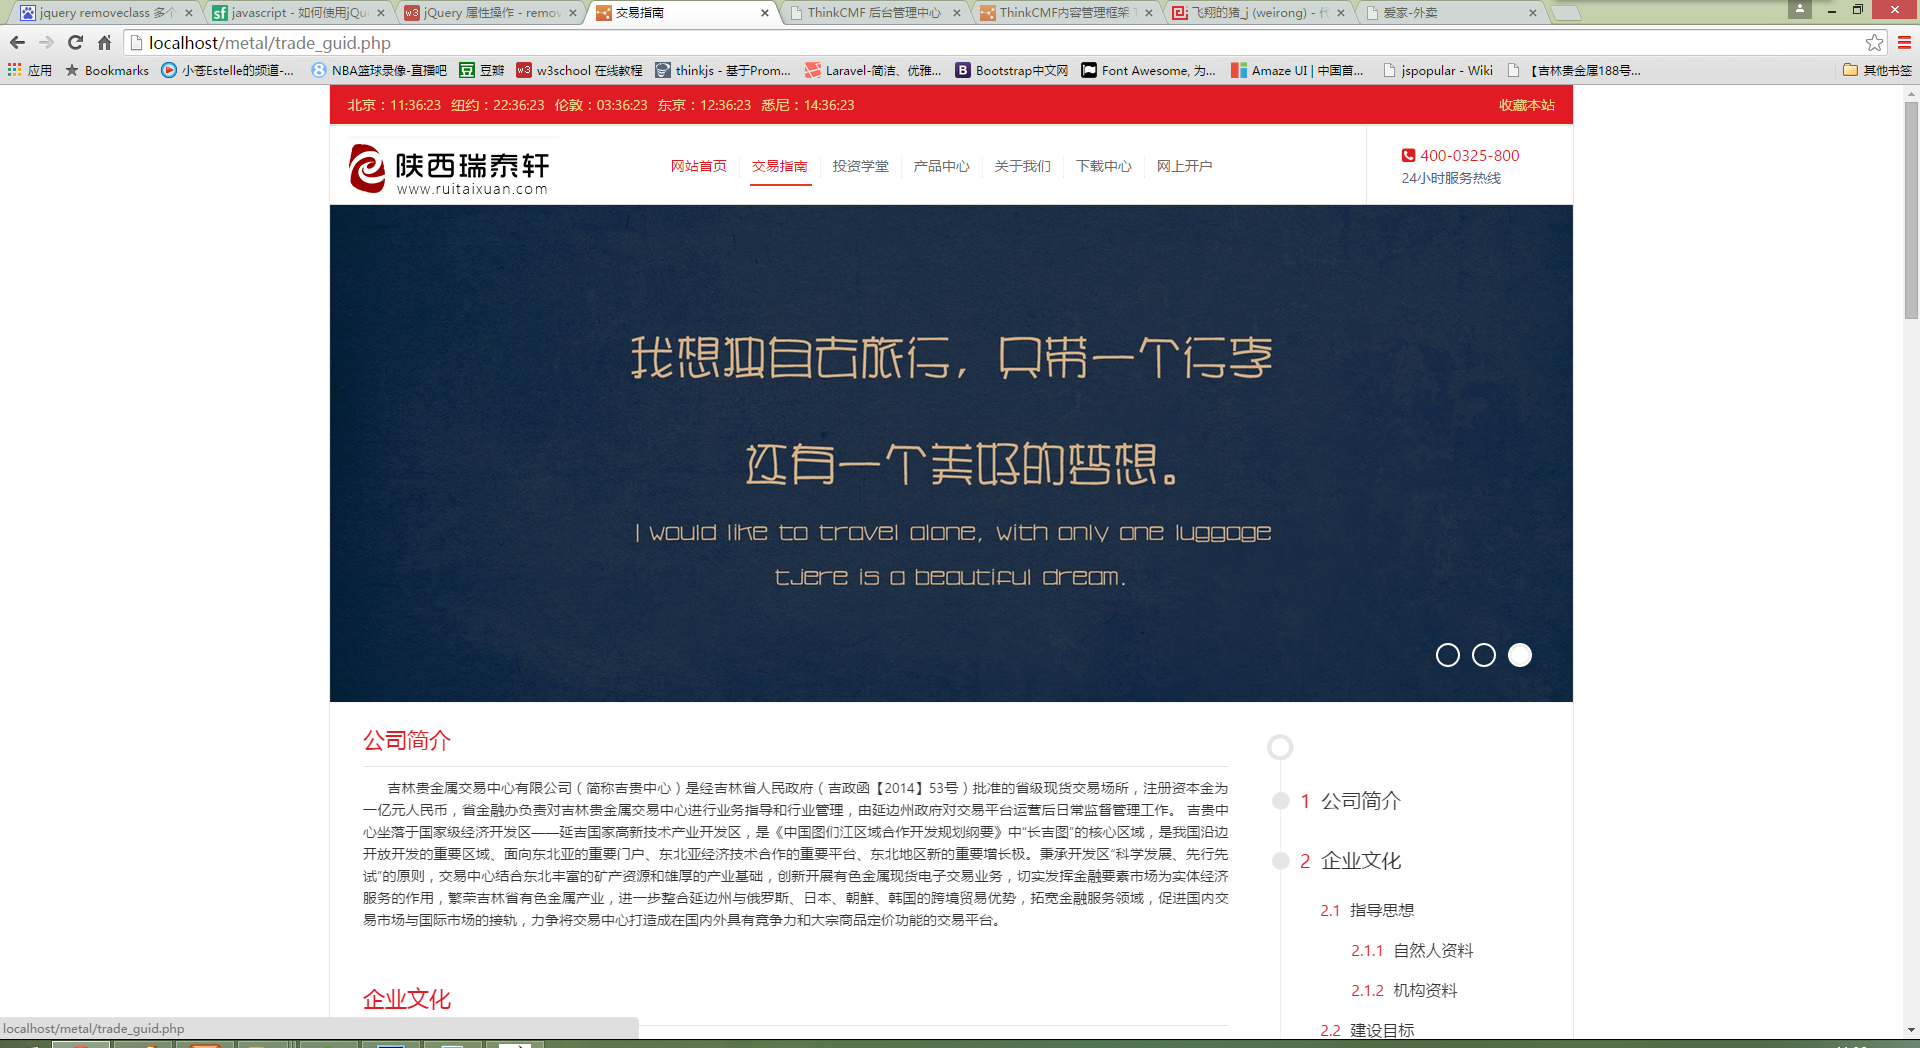 jquery removeclass 多个
javascript - 如何使用jQu
jQuery 属性操作 - remov
交易指南
ThinkCMF 后台管理中心
ThinkCMF内容管理框架
飞翔的猪_j (weirong) - 代
爱家-外卖
localhost/metal/trade_guid.php
应用
Bookmarks
小苍Estelle的频道-...
NBA篮球录像-直播吧
豆瓣
w3school 在线教程
thinkjs - 基于Prom...
Laravel-简洁、优雅...
Bootstrap中文网
Font Awesome, 为...
Amaze UI | 中国首...
jspopular - Wiki
【吉林贵金属188号...
其他书签
北京：11:36:23 纽约：22:36:23 伦敦：03:36:23 东京：12:36:23 悉尼：14:36:23
收藏本站
陕西瑞泰轩
www.ruitaixuan.com
网站首页
交易指南
投资学堂
产品中心
关于我们
下载中心
网上开户
400-0325-800
24小时服务热线
我想独自去旅行，只带一个行李
还有一个美好的梦想。
I would like to travel alone, with only one luggage
tjere is a beautiful dream.
公司简介
吉林贵金属交易中心有限公司（简称吉贵中心）是经吉林省人民政府（吉政函【2014】53号）批准的省级现货交易场所，注册资本金为
一亿元人民币，省金融办负责对吉林贵金属交易中心进行业务指导和行业管理，由延边州政府对交易平台运营后日常监督管理工作。 吉贵中
心坐落于国家级经济开发区——延吉国家高新技术产业开发区，是《中国图们江区域合作开发规划纲要》中“长吉图”的核心区域，是我国沿边
开放开发的重要区域、面向东北亚的重要门户、东北亚经济技术合作的重要平台、东北地区新的重要增长极。秉承开发区“科学发展、先行先
试”的原则，交易中心结合东北丰富的矿产资源和雄厚的产业基础，创新开展有色金属现货电子交易业务，切实发挥金融要素市场为实体经济
服务的作用，繁荣吉林省有色金属产业，进一步整合延边州与俄罗斯、日本、朝鲜、韩国的跨境贸易优势，拓宽金融服务领域，促进国内交
易市场与国际市场的接轨，力争将交易中心打造成在国内外具有竞争力和大宗商品定价功能的交易平台。
企业文化
1 公司简介
2 企业文化
2.1 指导思想
2.1.1 自然人资料
2.1.2 机构资料
2.2 建设目标
localhost/metal/trade_guid.php